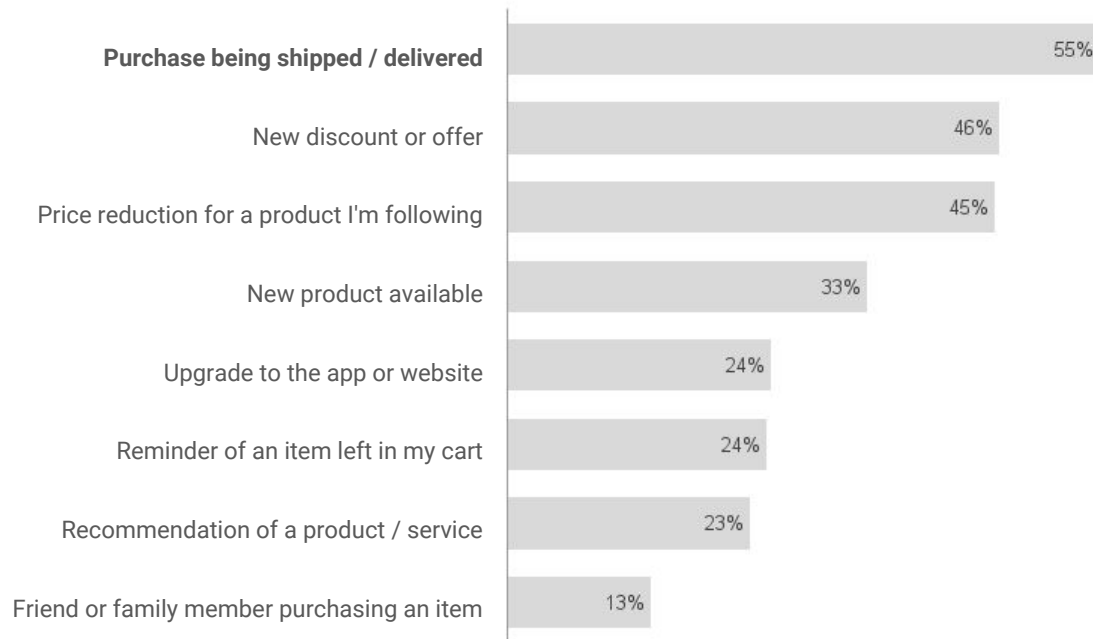 Purchase being shipped / delivered 55%
New discount or offer 46%
Price reduction for a product I'm following 45%
New product available 33%
Upgrade to the app or website 24%
Reminder of an item left in my cart 24%
Recommendation of a product / service 23%
Friend or family member purchasing an item 13%